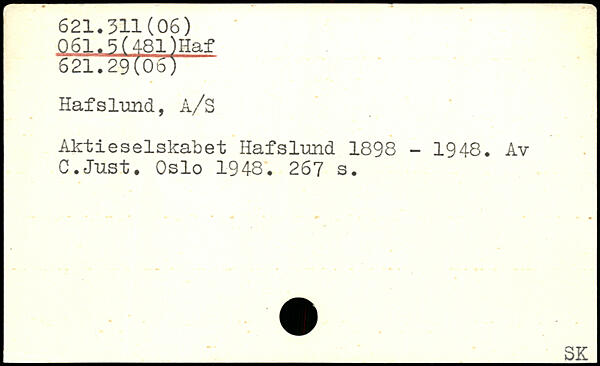 621.311(06)
061.5(481)Haf
621.29(06)
Hafslund, A/S
Aktieselskabet Hafslund 1898 - 1948. Av
C.Just. Oslo 1948. 267 s.
SK